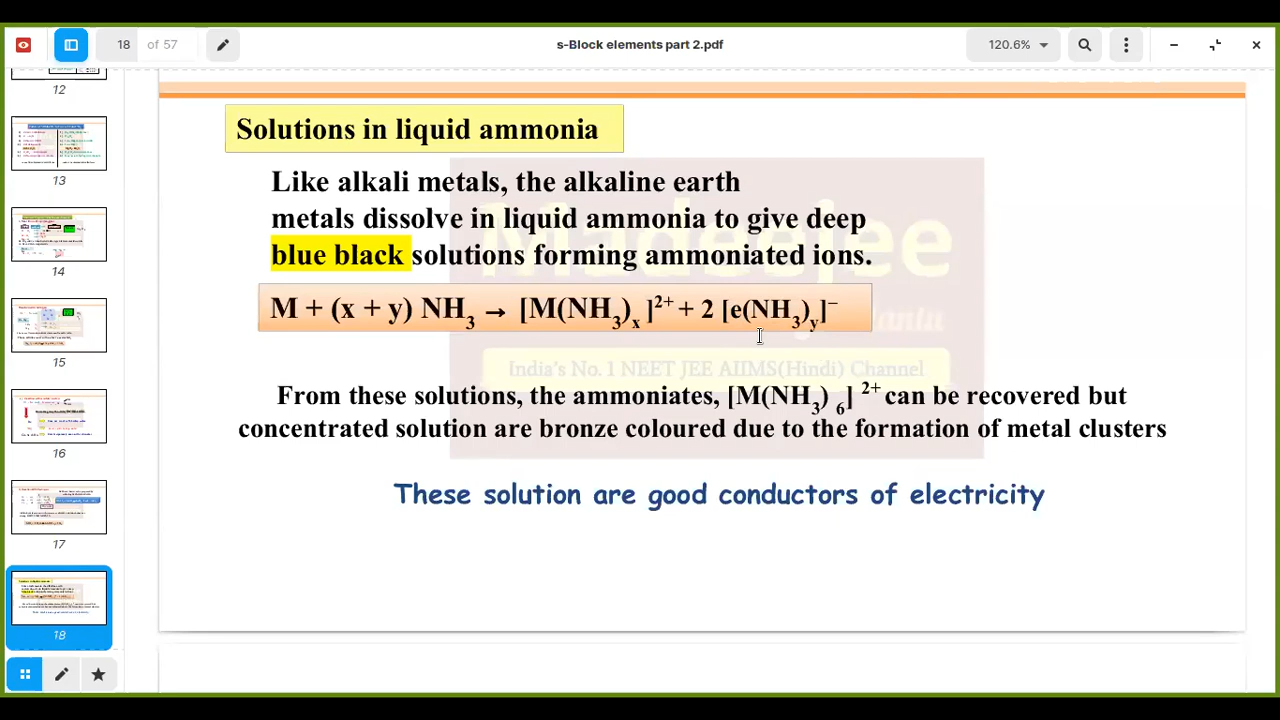 18 of 57
s-Block elements part 2.pdf
120.6%
12
13
14
15
16
17
18
Solutions in liquid ammonia
Like alkali metals, the alkaline earth
metals dissolve in liquid ammonia to give deep
blue black solutions forming ammoniated ions.
M + (x + y) NH₃ → [M(NH₃)ₓ ]²⁺ + 2 [e(NH₃)y]⁻
India's No. 1 NEET JEE AIIMS(Hindi) Channel
From these solutions, the ammoniates, [M(NH₃) ₆] ²⁺ can be recovered but
concentrated solution are bronze coloured due to the formation of metal clusters
These solution are good conductors of electricity